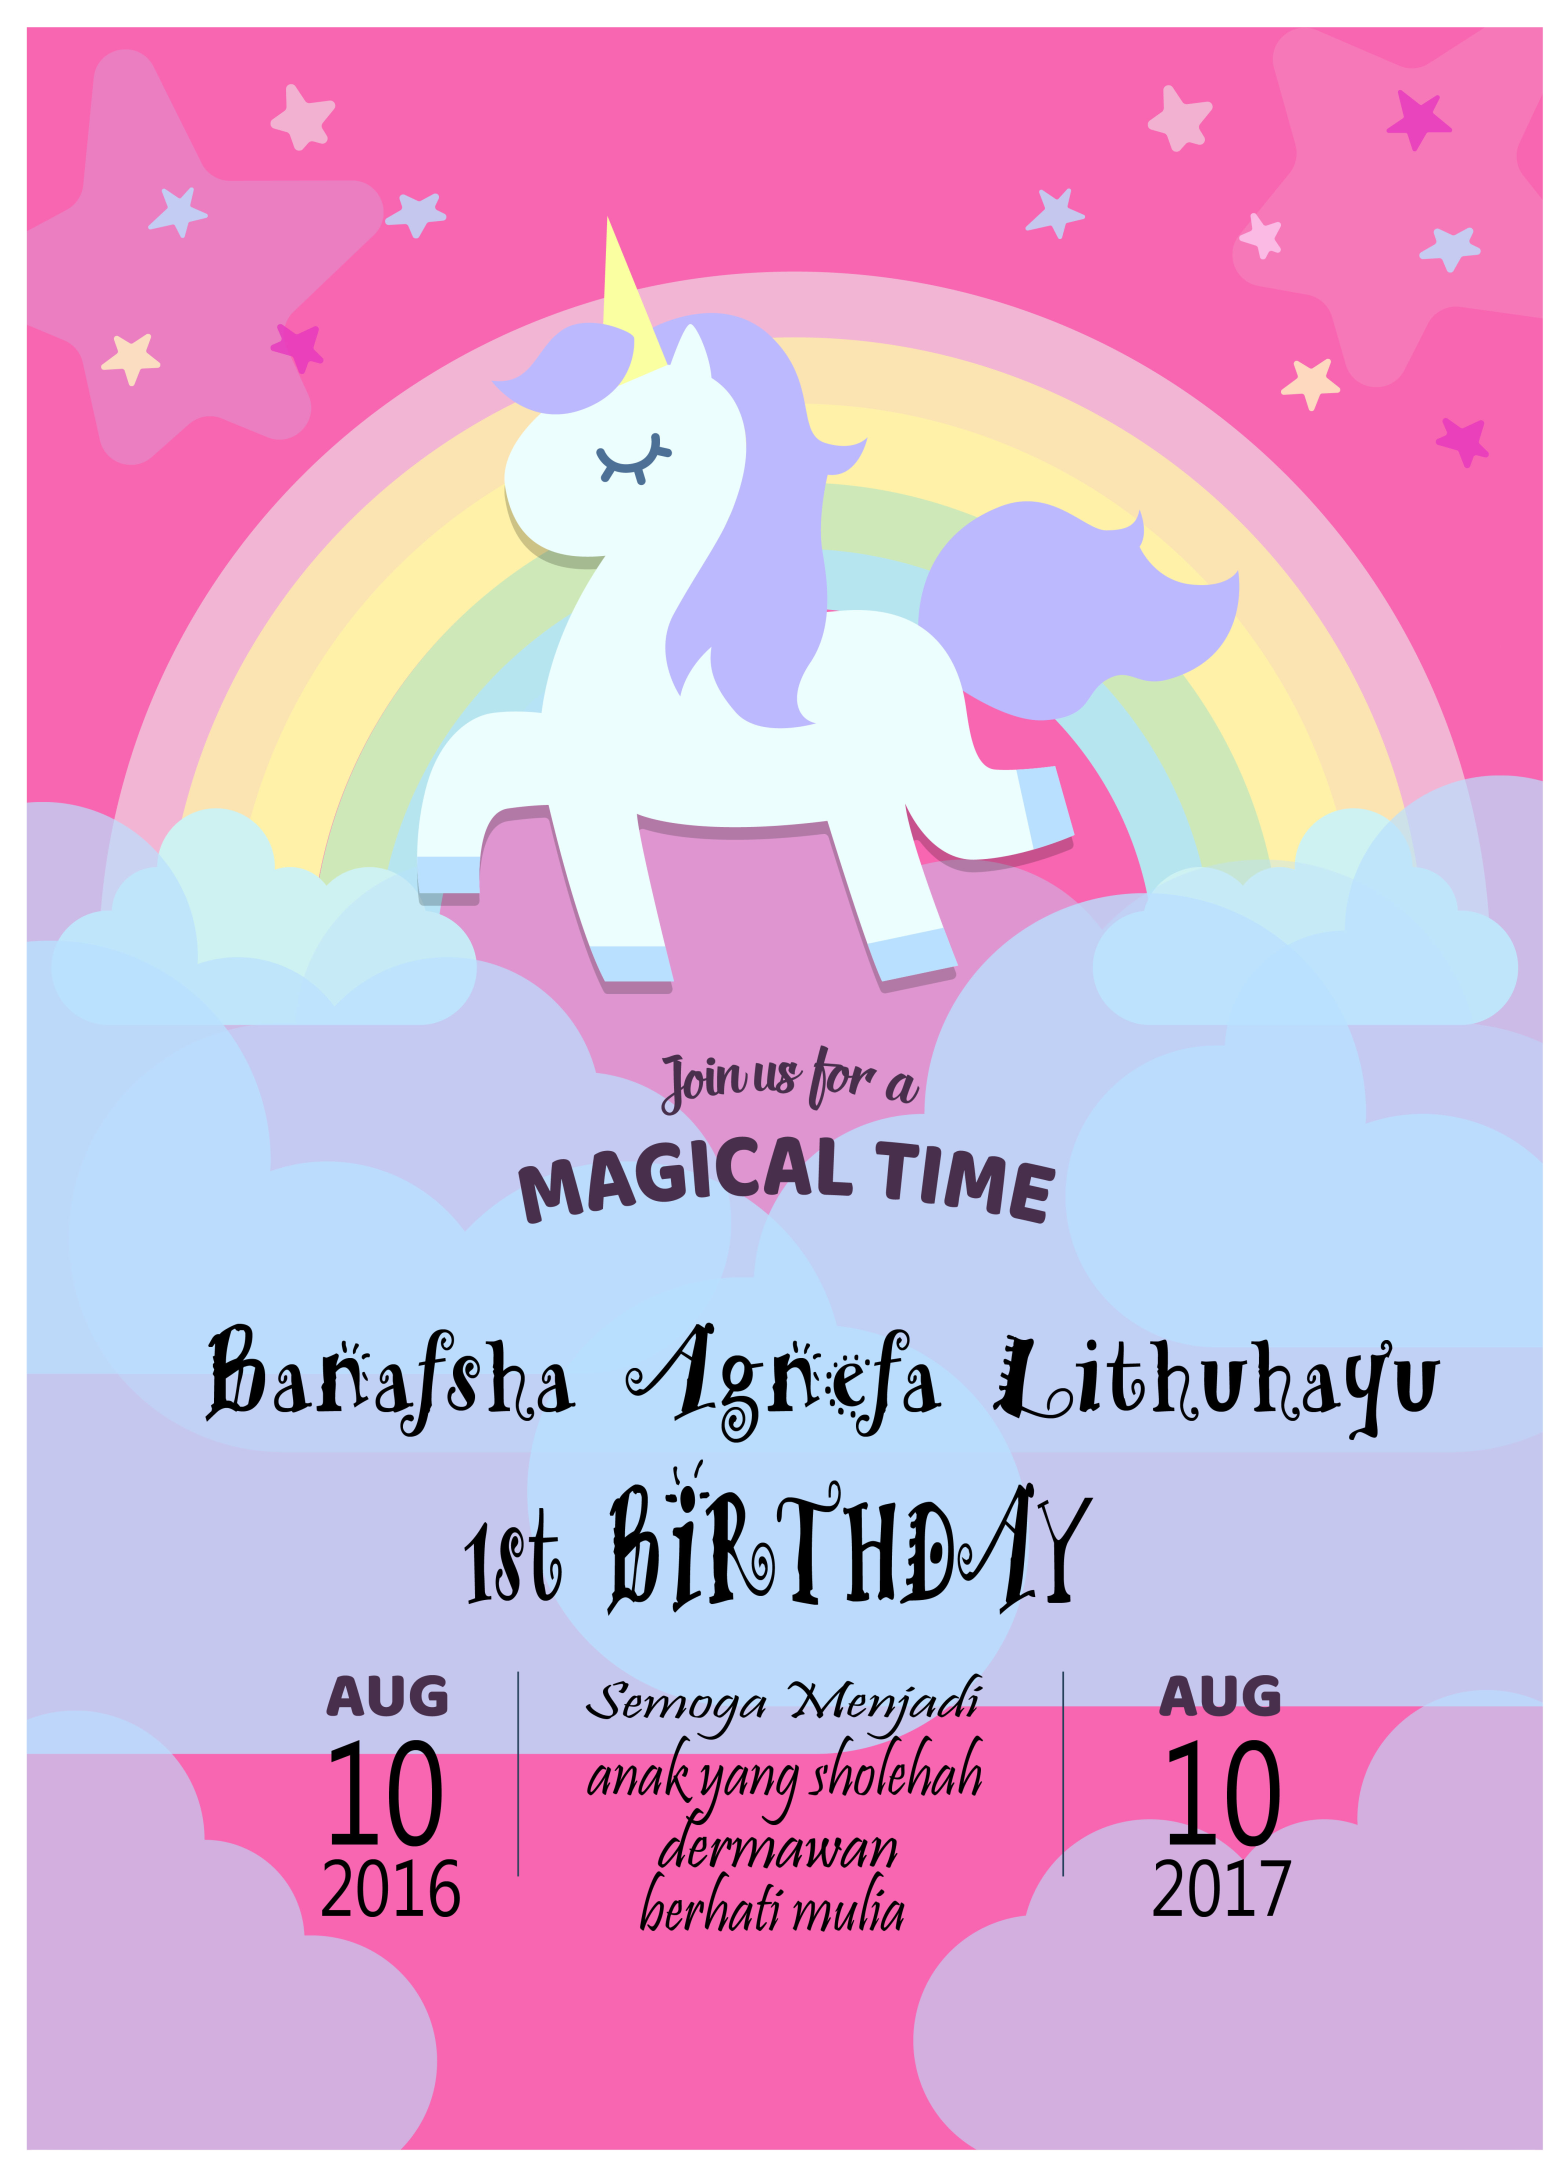 Join us for a
MAGICAL TIME
Banafsha Agnefa Lithuhayu
1st BiRTHDAY
AUG
10
2016
Semoga Menjadi
anak yang sholehah
dermawan
berhati mulia
AUG
10
2017